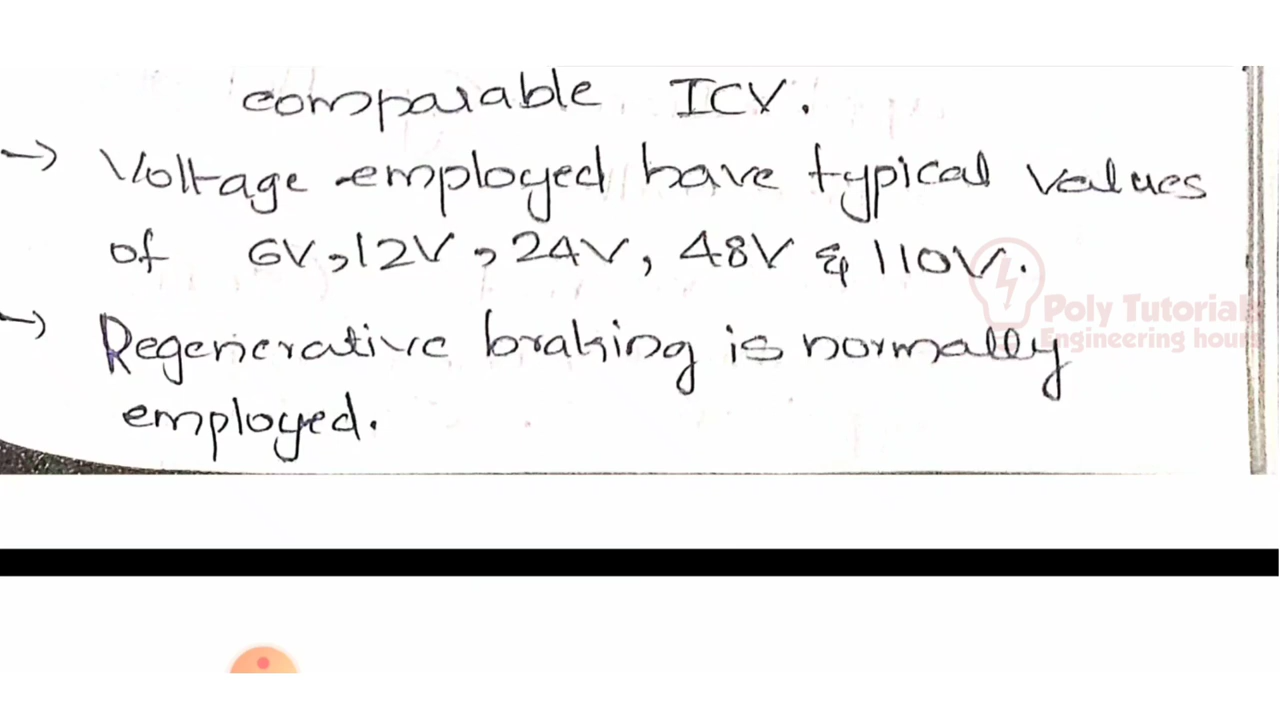 comparable ICV.
→ Voltage employed have typical values
of 6V, 12V, 24V, 48V & 110V.
Poly Tutorial
Engineering hours
→ Regenerative braking is normally
employed.